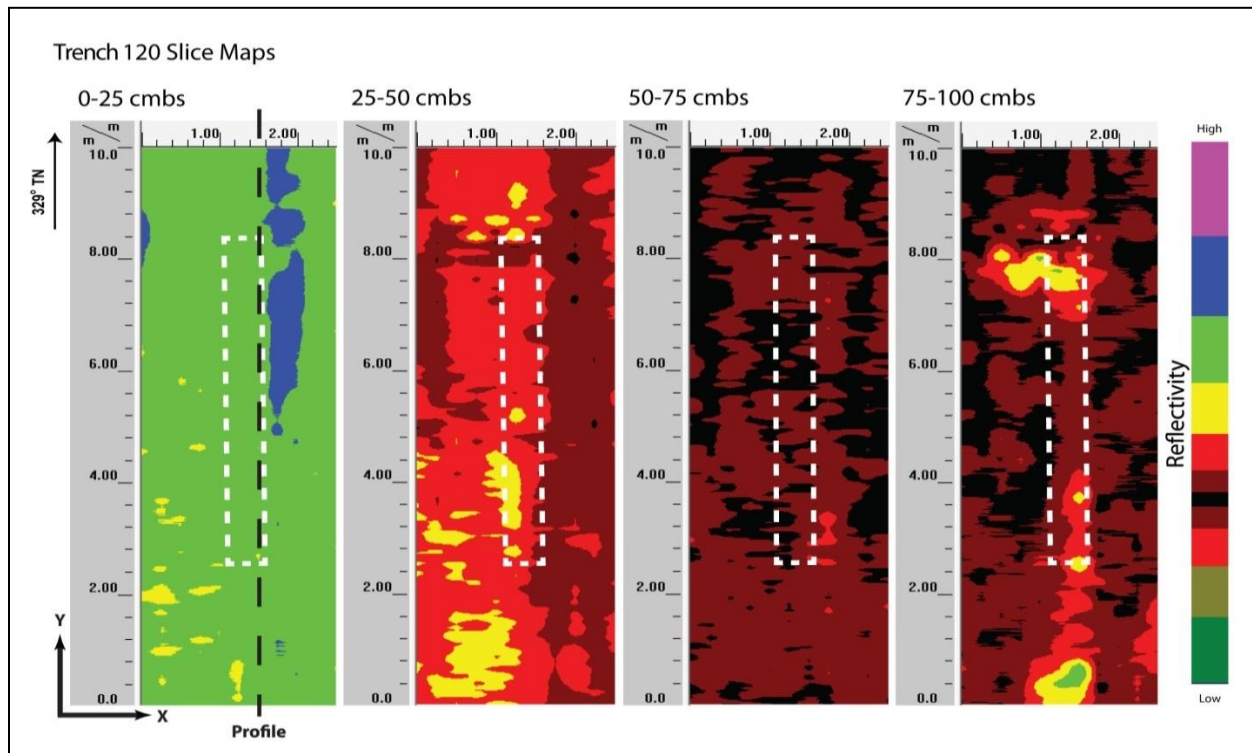 Trench 120 Slice Maps
0-25 cmbs
25-50 cmbs
50-75 cmbs
75-100 cmbs
m
m
1.00
2.00
m
m
1.00
2.00
m
m
1.00
2.00
m
m
1.00
2.00
High
329° TN
10.0
10.0
10.0
10.0
8.00
8.00
8.00
8.00
6.00
6.00
6.00
6.00
Reflectivity
4.00
4.00
4.00
4.00
2.00
2.00
2.00
2.00
Y
0.0
0.0
0.0
0.0
Low
X
Profile